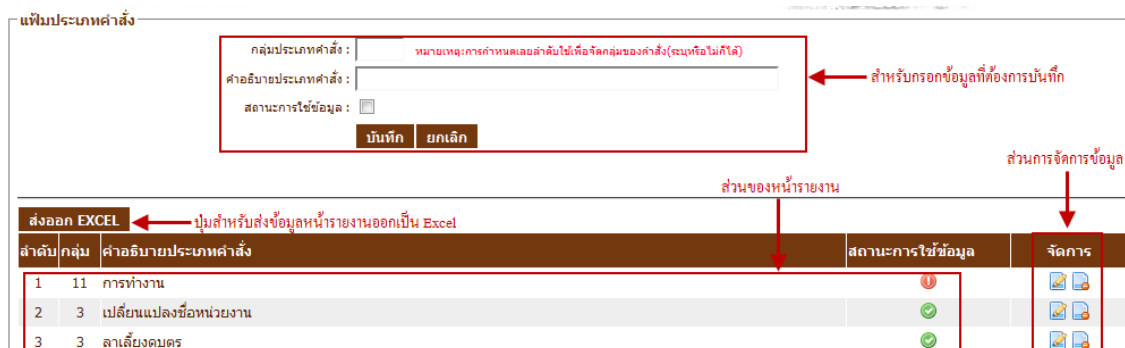 แฟ้มประเภทคำสั่ง
กลุ่มประเภทคำสั่ง : หมายเหตุ:การกำหนดเลยลำดับใช้เพื่อจัดกลุ่มของคำสั่ง(ระบุหรือไม่ก็ได้)
คำอธิบายประเภทคำสั่ง : สำหรับกรอกข้อมูลที่ต้องการบันทึก
สถานะการใช้ข้อมูล :
บันทึก ยกเลิก
ส่วนการจัดการข้อมูล
ส่วนของหน้ารายงาน
ส่งออก EXCEL ปุ่มสำหรับส่งข้อมูลหน้ารายงานออกเป็น Excel
ลำดับ กลุ่ม คำอธิบายประเภทคำสั่ง สถานะการใช้ข้อมูล จัดการ
1 11 การทำงาน
2 3 เปลี่ยนแปลงชื่อหน่วยงาน
3 3 ลาเลี้ยงดูบุตร